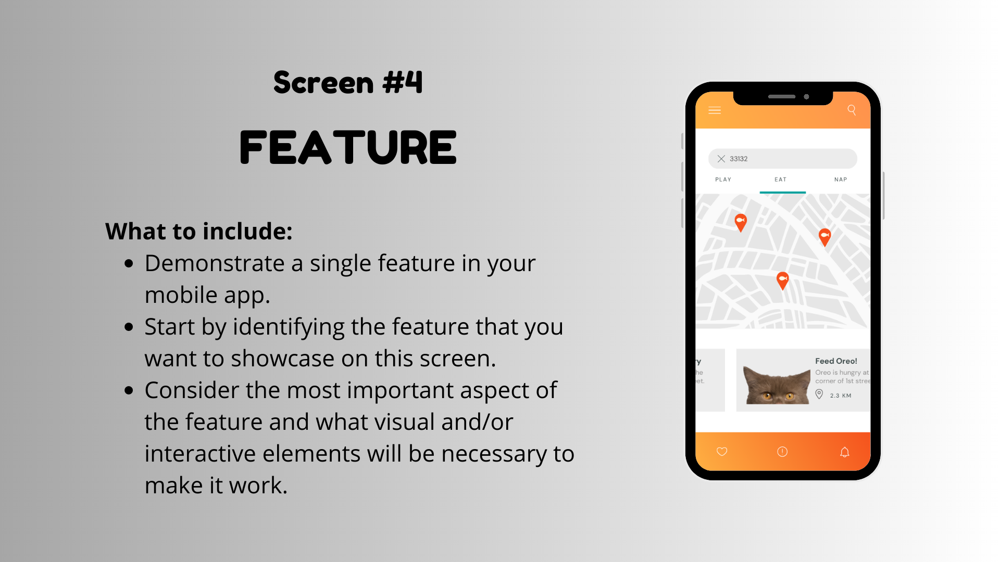 Screen #4
FEATURE
What to include:
• Demonstrate a single feature in your
mobile app.
• Start by identifying the feature that you
want to showcase on this screen.
• Consider the most important aspect of
the feature and what visual and/or
interactive elements will be necessary to
make it work.
33132
PLAY EAT NAP
ry
he
eet.
Feed Oreo!
Oreo is hungry at
corner of 1st stree
2.3 KM